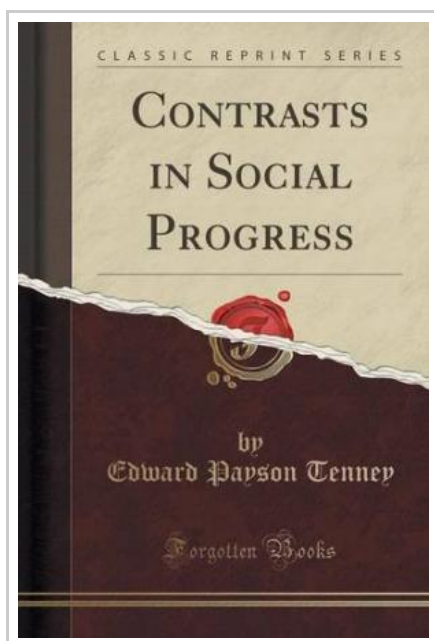 CLASSIC REPRINT SERIES
CONTRASTS
IN SOCIAL
PROGRESS
by
Edward Payson Tenney
Forgotten Books